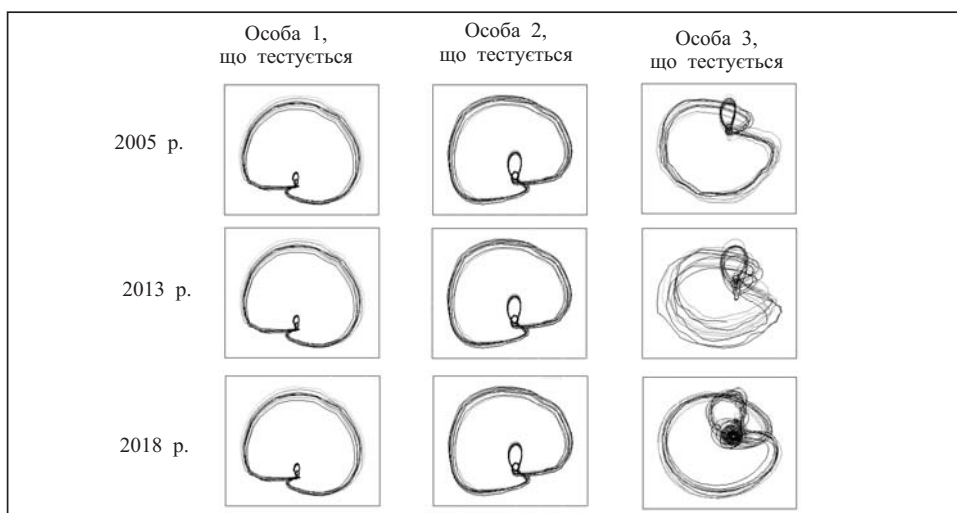 Особа 1,
що тестується
Особа 2,
що тестується
Особа 3,
що тестується
2005 р.
2013 р.
2018 р.